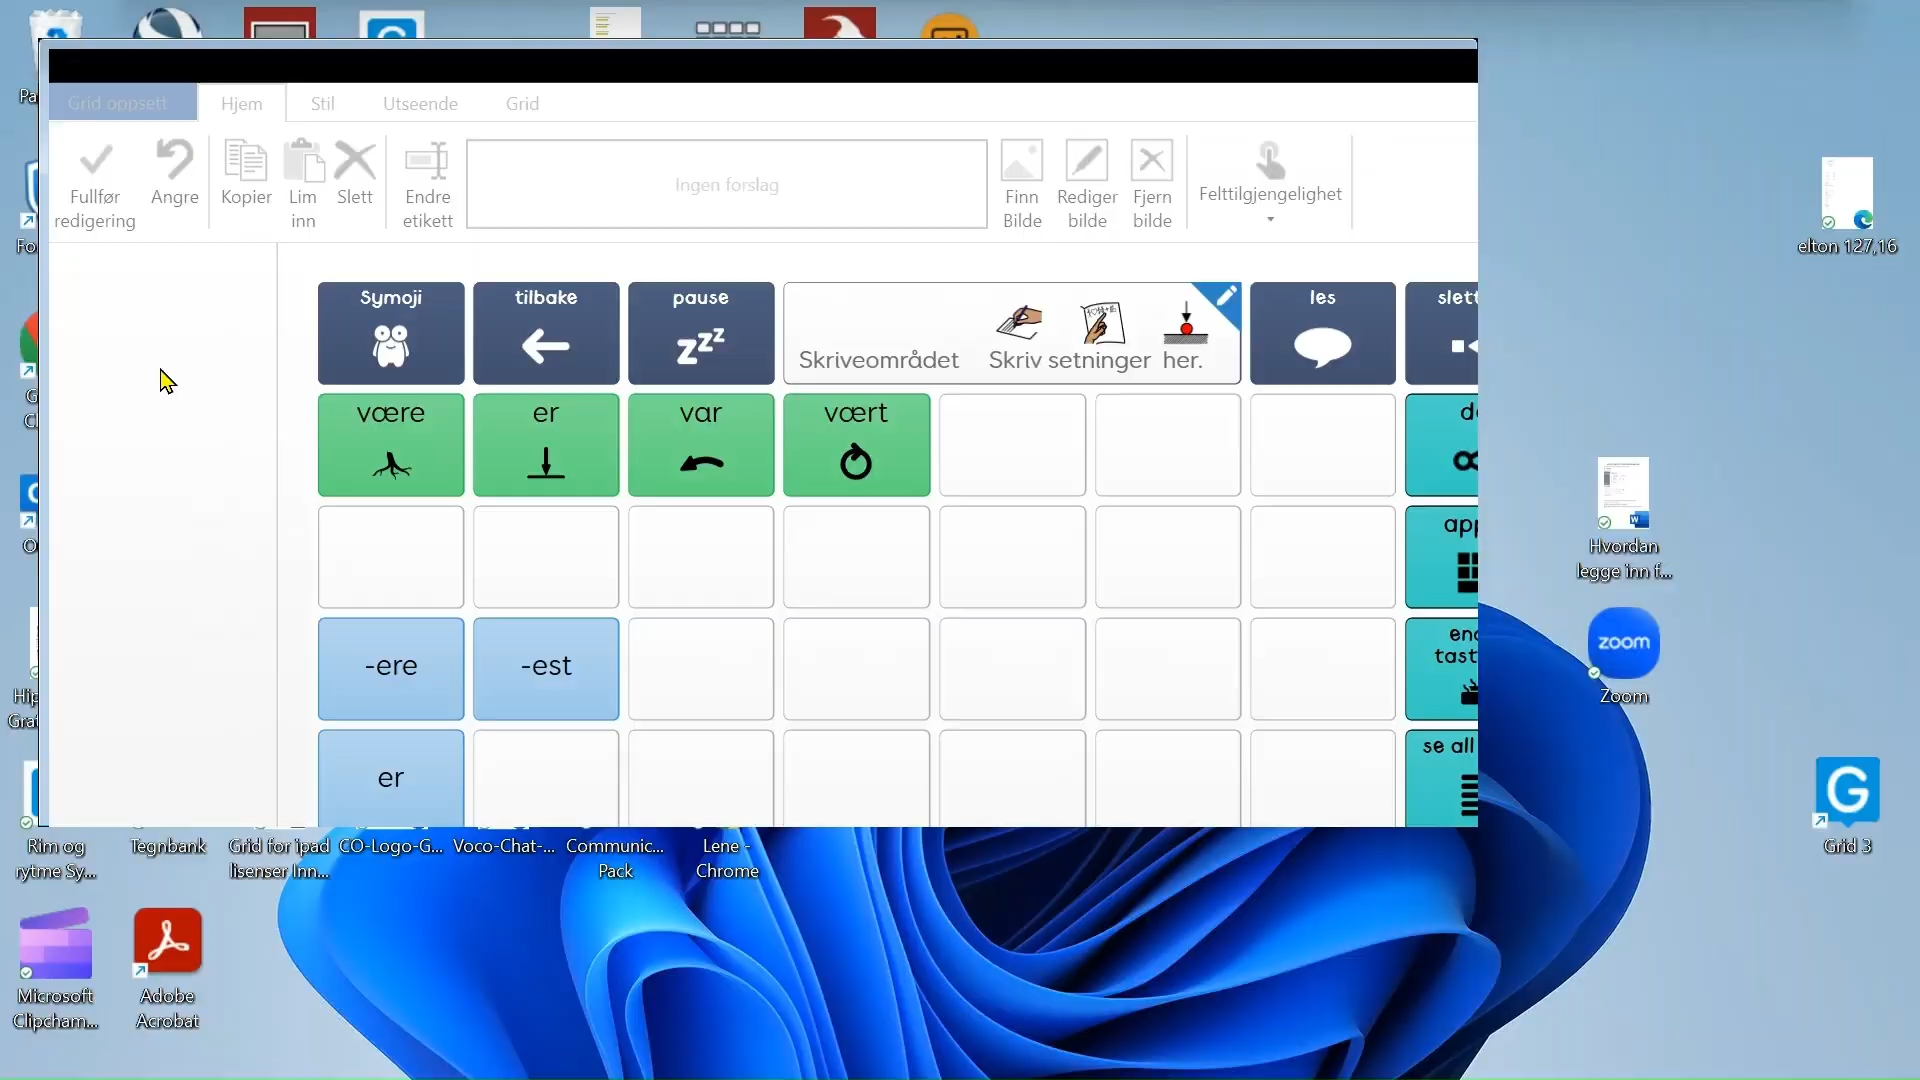 Grid oppsett
Hjem
Stil
Utseende
Grid
Fullfør
redigering
Angre
Kopier
Lim
inn
Slett
Endre
etikett
Ingen forslag
Finn
Bilde
Rediger
bilde
Fjern
bilde
Felttilgjengelighet
Symoji
tilbake
pause
Skriveområdet
Skriv setninger
her.
les
slett
være
er
var
vært
-ere
-est
er
se all
elton 127,16
Hvordan
legge inn f...
zoom
Zoom
Grid 3
Rim og
rytme Sy...
Tegnbank
Grid for ipad
lisenser Inn...
CO-Logo-G...
Voco-Chat-...
Communic...
Pack
Lene -
Chrome
Microsoft
Clipcham...
Adobe
Acrobat